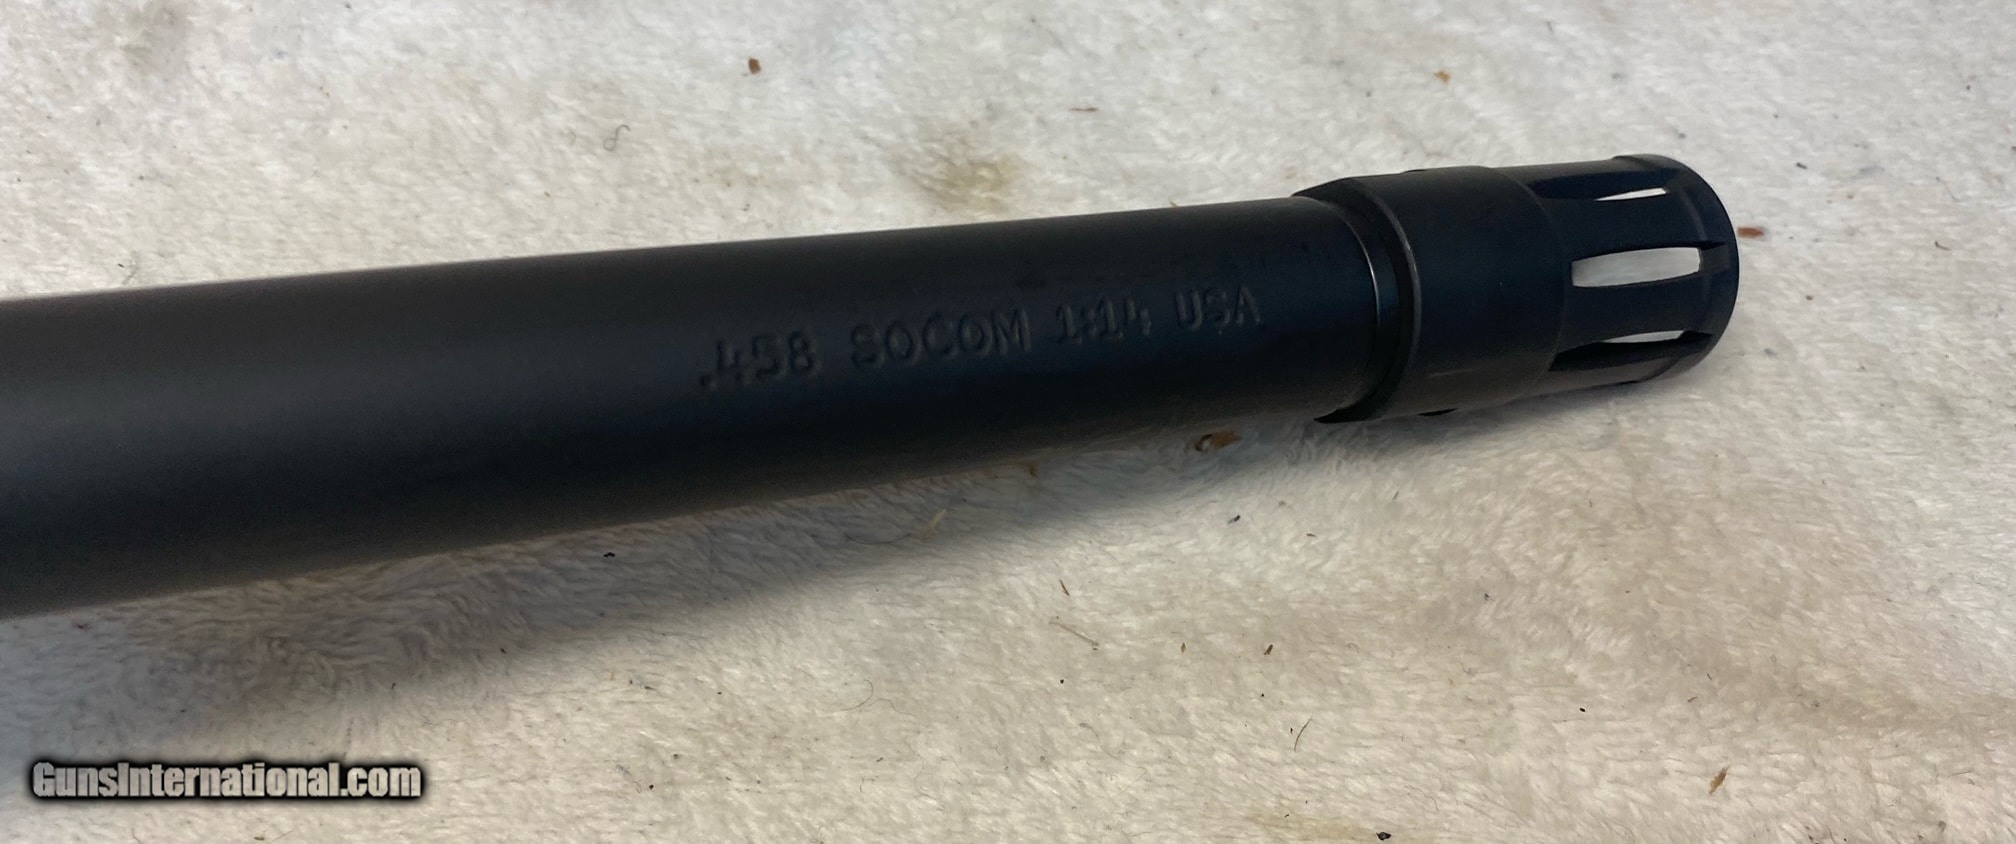 .458 SOCOM 1:14 USA
GunsInternational.com